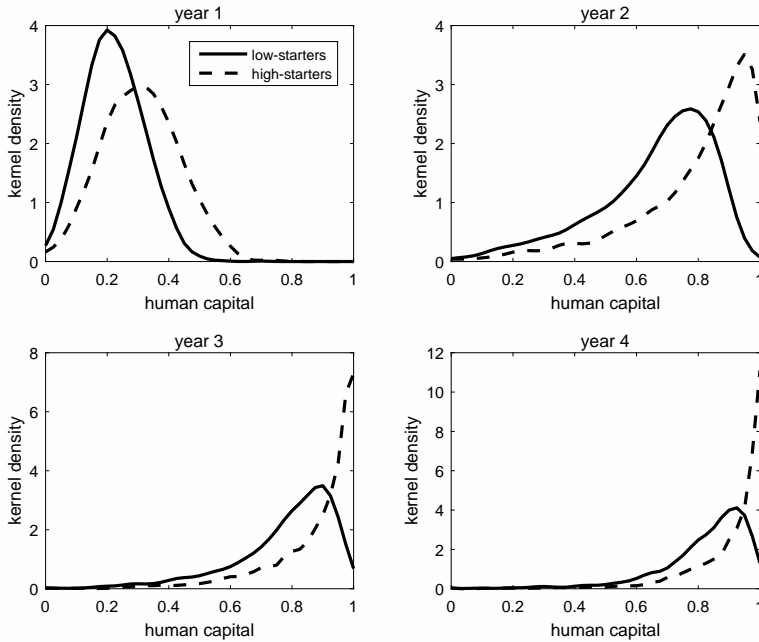 year 1
4
3
2
1
0
kernel density
0 0.2 0.4 0.6 0.8 1
human capital
low-starters
high-starters
year 2
4
3
2
1
0
kernel density
0 0.2 0.4 0.6 0.8 1
human capital
year 3
8
6
4
2
0
kernel density
0 0.2 0.4 0.6 0.8 1
human capital
year 4
12
10
8
6
4
2
0
kernel density
0 0.2 0.4 0.6 0.8 1
human capital